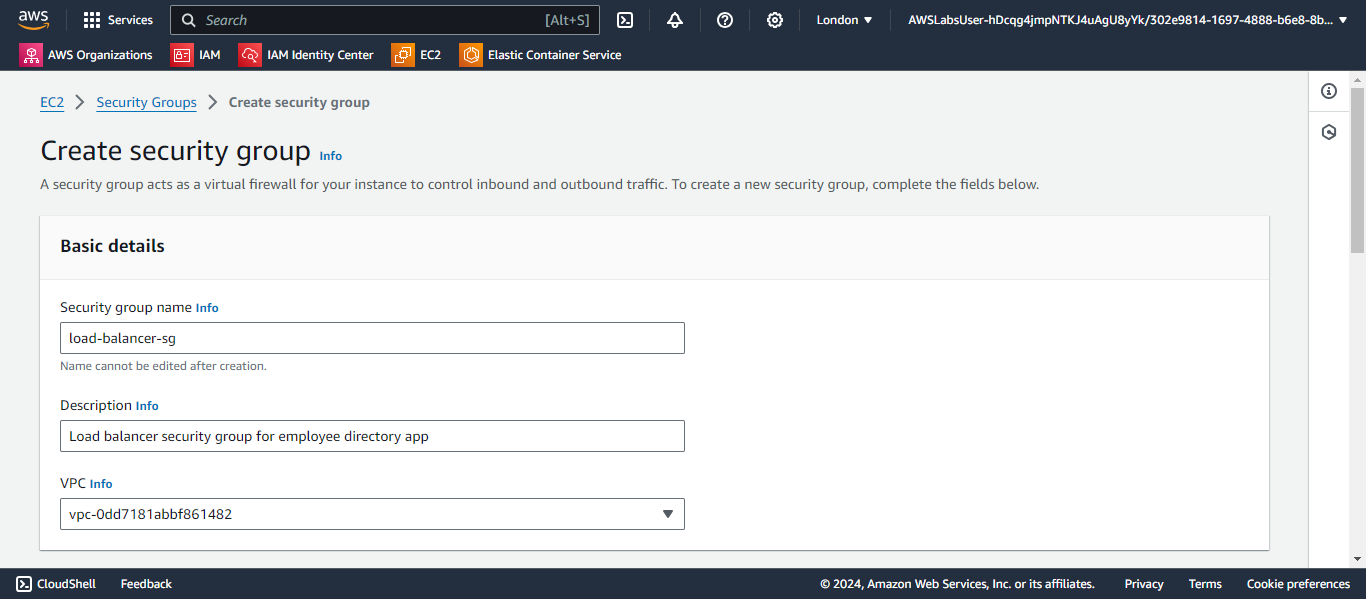 aws
Services
Search [Alt+S]
London
AWSLabsUser-hDcqg4jmpNTKJ4uAgU8yYk/302e9814-1697-4888-b6e8-8b...
AWS Organizations
IAM
IAM Identity Center
EC2
Elastic Container Service
EC2 > Security Groups > Create security group
Create security group Info
A security group acts as a virtual firewall for your instance to control inbound and outbound traffic. To create a new security group, complete the fields below.
Basic details
Security group name Info
load-balancer-sg
Name cannot be edited after creation.
Description Info
Load balancer security group for employee directory app
VPC Info
vpc-0dd7181abbf861482
CloudShell
Feedback
© 2024, Amazon Web Services, Inc. or its affiliates.
Privacy
Terms
Cookie preferences